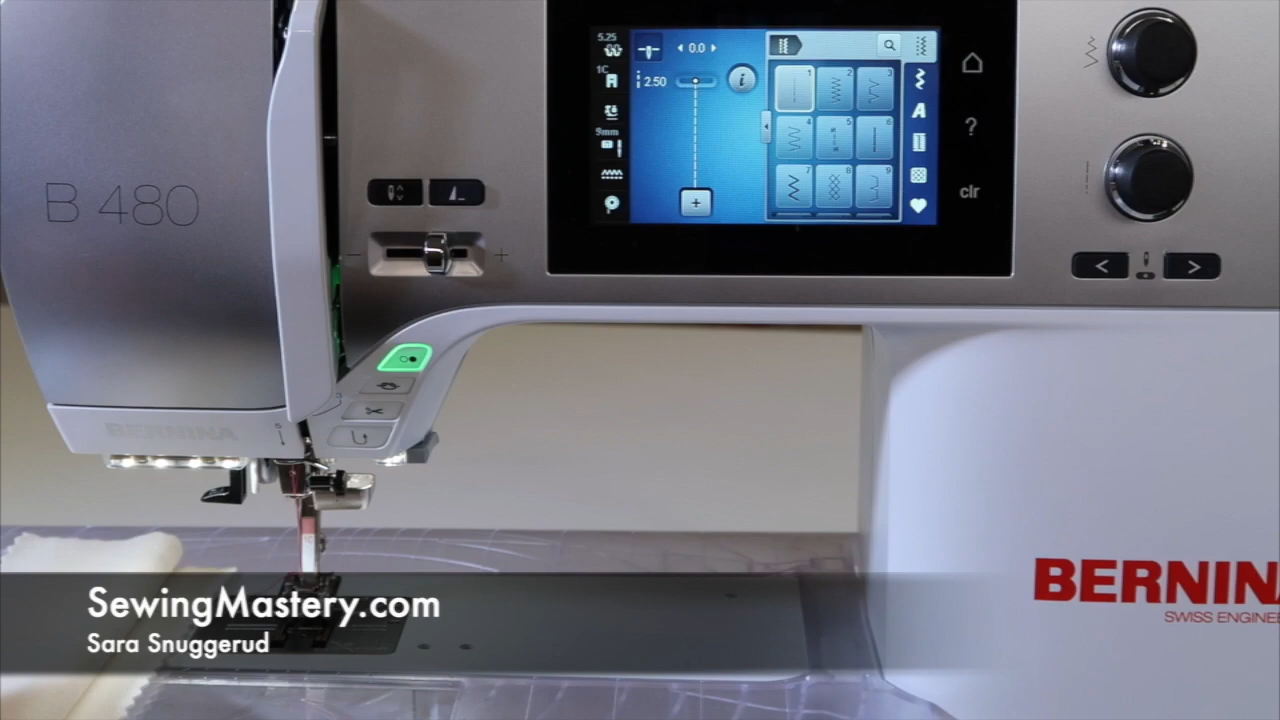 B 480
5.25
1C
9mm
0.0
2.50
i
1
2
3
4
5
6
7
8
9
A
?
clr
BERNINA
BERNIN
SWISS ENGINE
SewingMastery.com
Sara Snuggerud